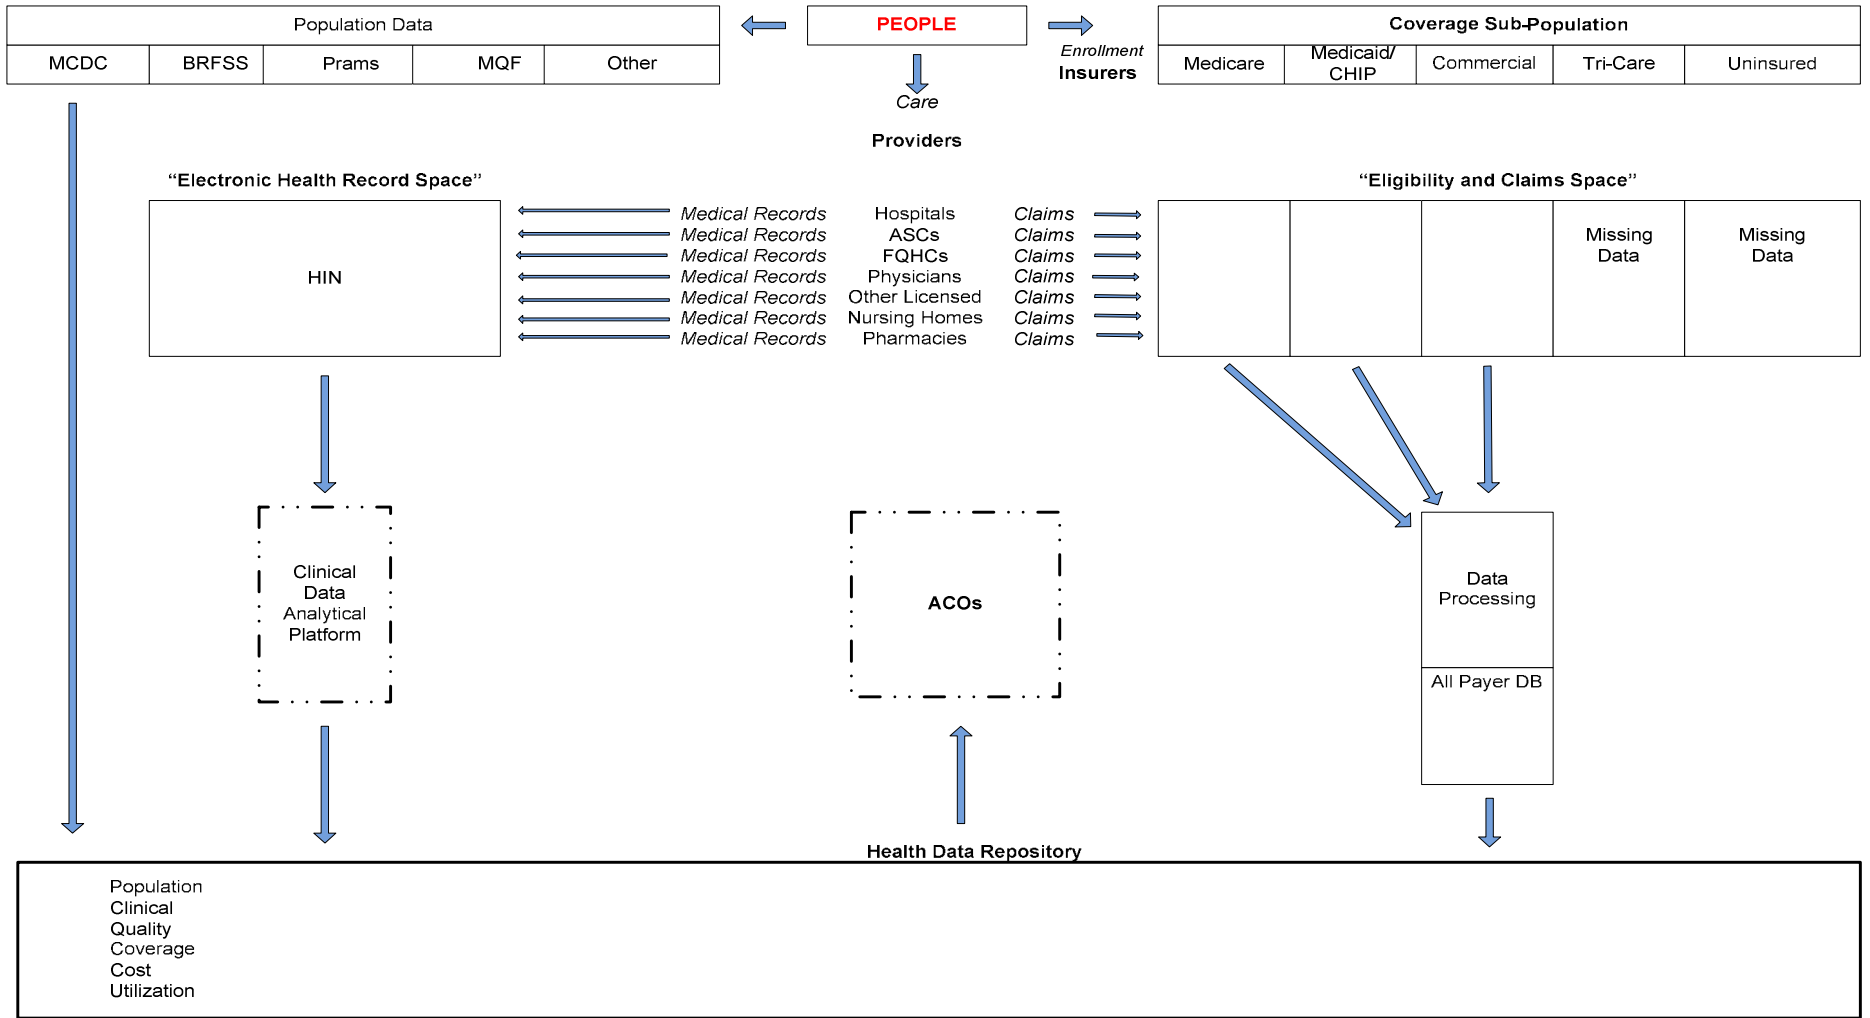 Population Data
PEOPLE
Coverage Sub-Population
MCDC BRFSS Prams MQF Other
Enrollment
Insurers
Medicare
Medicaid/
CHIP
Commercial
Tri-Care
Uninsured
Care
Providers
“Electronic Health Record Space”
“Eligibility and Claims Space”
HIN
Medical Records Hospitals Claims
Medical Records ASCs Claims
Medical Records FQHCs Claims
Medical Records Physicians Claims
Medical Records Other Licensed Claims
Medical Records Nursing Homes Claims
Medical Records Pharmacies Claims
Missing
Data
Missing
Data
Clinical
Data
Analytical
Platform
ACOs
Data
Processing
All Payer DB
Health Data Repository
Population
Clinical
Quality
Coverage
Cost
Utilization